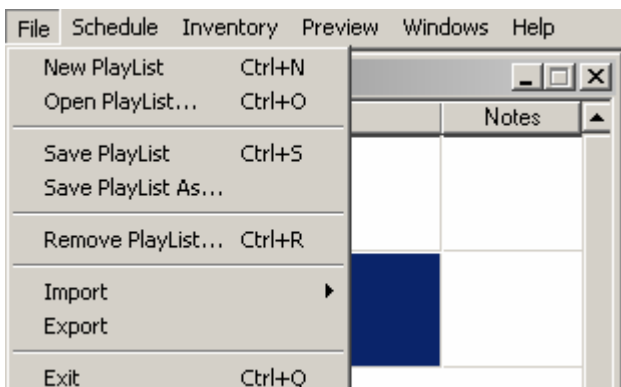 File Schedule Inventory Preview Windows Help
New PlayList Ctrl+N
Open PlayList... Ctrl+O
Notes
Save PlayList Ctrl+S
Save PlayList As...
Remove PlayList... Ctrl+R
Import
Export
Exit Ctrl+Q